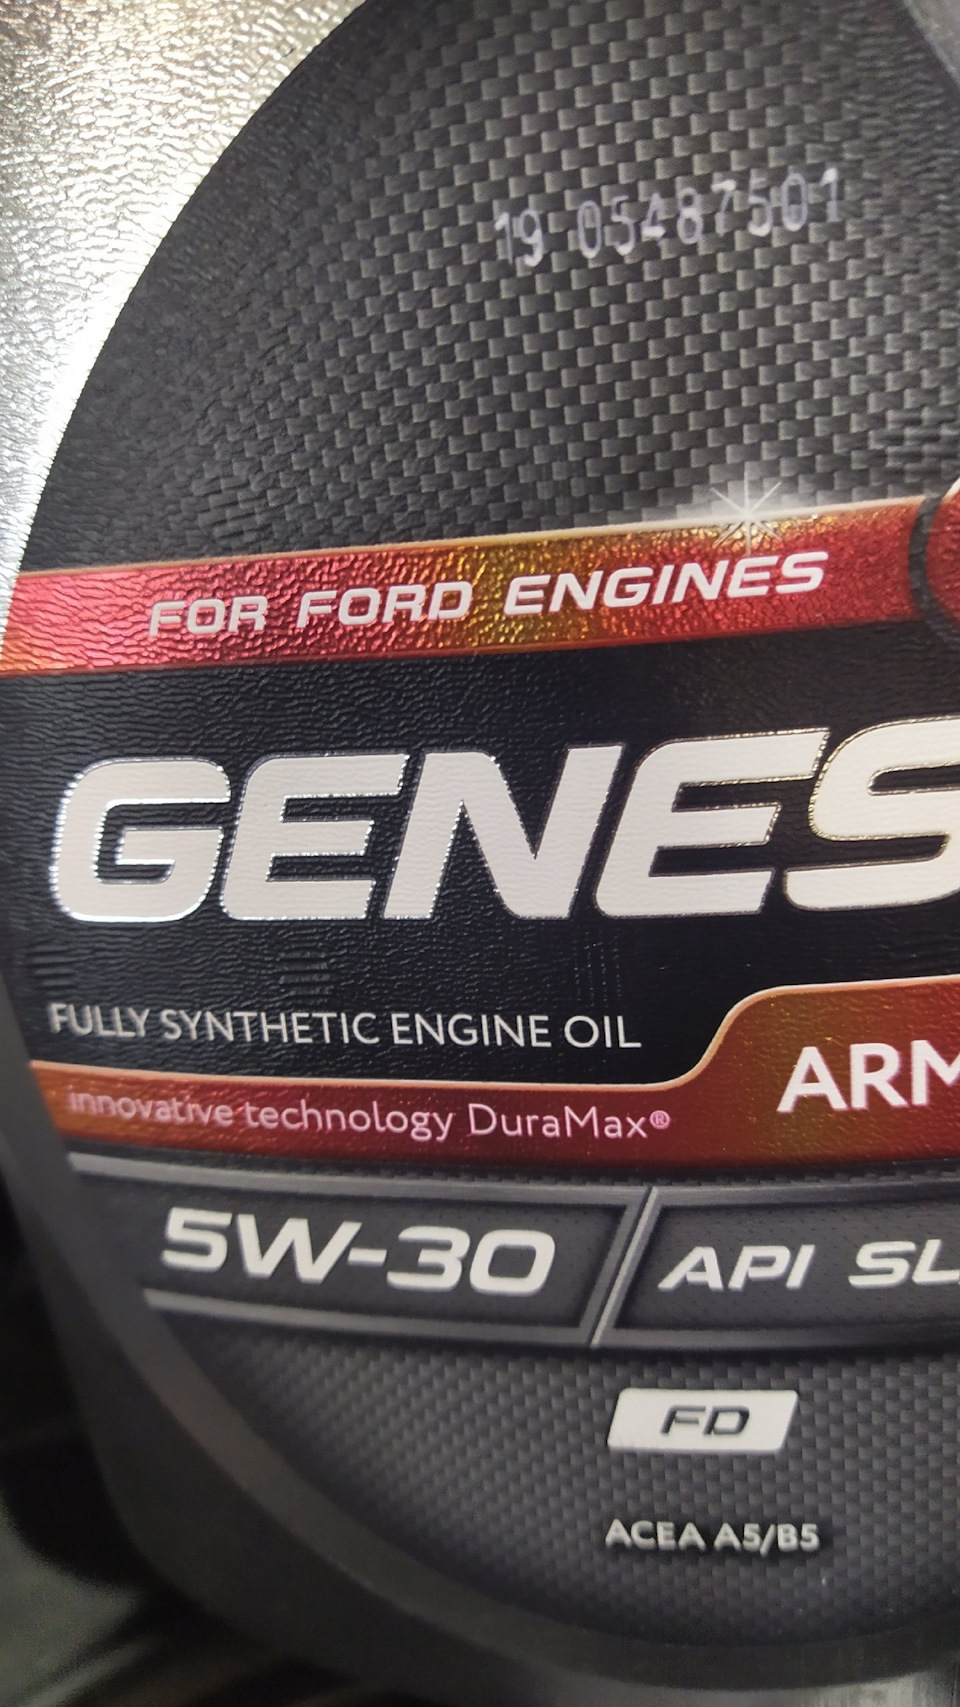 19 05487501
FOR FORD ENGINES
GENES
FULLY SYNTHETIC ENGINE OIL
ARM
innovative technology DuraMax®
5W-30
API SL
FD
ACEA A5/B5